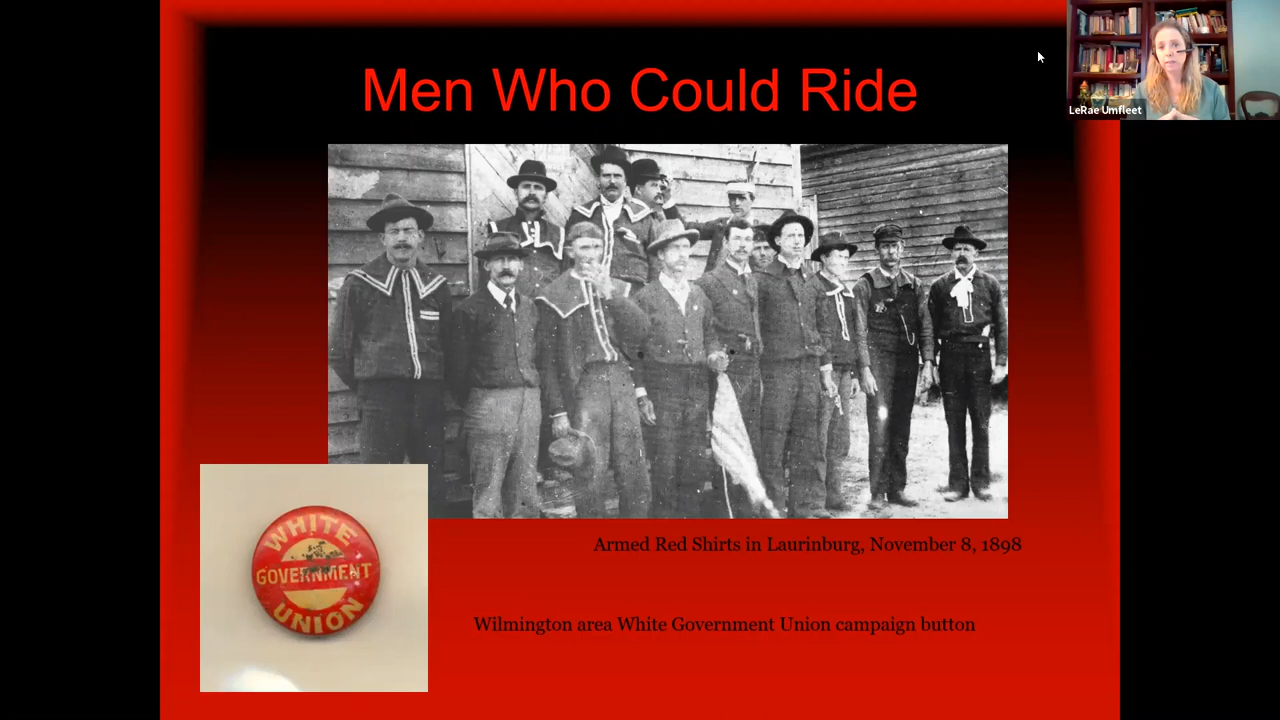 Men Who Could Ride
LeRae Umfleet
Armed Red Shirts in Laurinburg, November 8, 1898
WHITE
GOVERNMENT
UNION
Wilmington area White Government Union campaign button